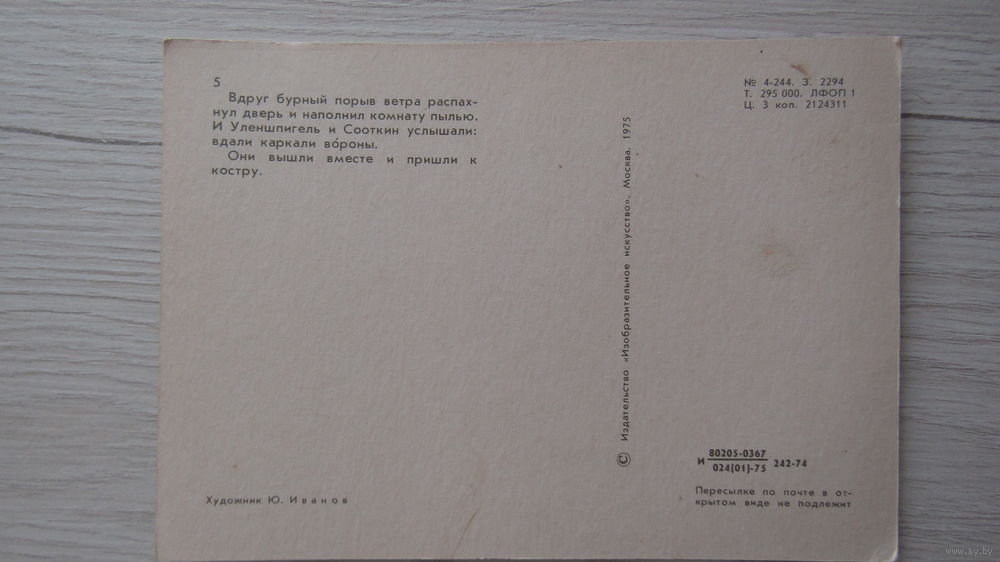 5
Вдруг бурный порыв ветра распах-
нул дверь и наполнил комнату пылью.
И Уленшпигель и Сооткин услышали:
вдали каркали во́роны.
Они вышли вместе и пришли к
костру.
Художник Ю. Иванов
© Издательство «Изобразительное искусство». Москва. 1975
№ 4-244. З. 2294
Т. 295 000. ЛФОП 1
Ц. 3 коп. 2124311
И 80205-0367 242-74
024(01)-75
Пересылке по почте в от-
крытом виде не подлежит
www.ay.by